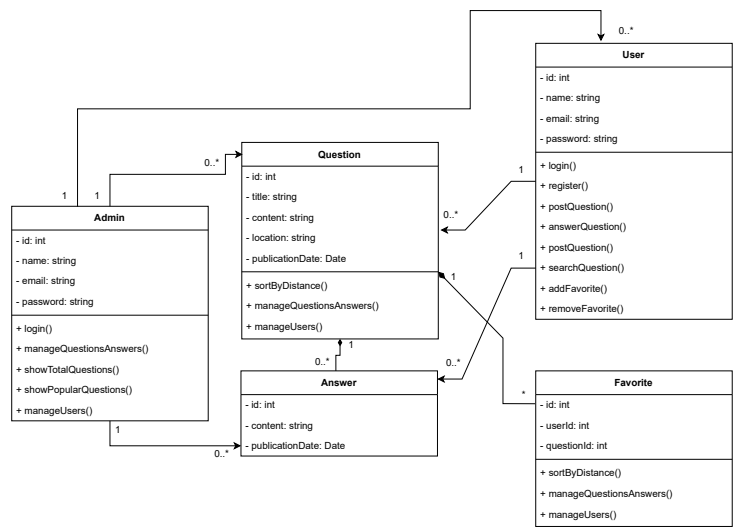 0..*
User
- id: int
- name: string
- email: string
- password: string
+ login()
+ register()
+ postQuestion()
+ answerQuestion()
+ postQuestion()
+ searchQuestion()
+ addFavorite()
+ removeFavorite()
1
0..*
1
0..*
Question
- id: int
- title: string
- content: string
- location: string
- publicationDate: Date
+ sortByDistance()
+ manageQuestionsAnswers()
+ manageUsers()
0..*
1
1
1
1
0..*
Admin
- id: int
- name: string
- email: string
- password: string
+ login()
+ manageQuestionsAnswers()
+ showTotalQuestions()
+ showPopularQuestions()
+ manageUsers()
1
0..*
Answer
- id: int
- content: string
- publicationDate: Date
*
Favorite
- id: int
- userId: int
- questionId: int
+ sortByDistance()
+ manageQuestionsAnswers()
+ manageUsers()